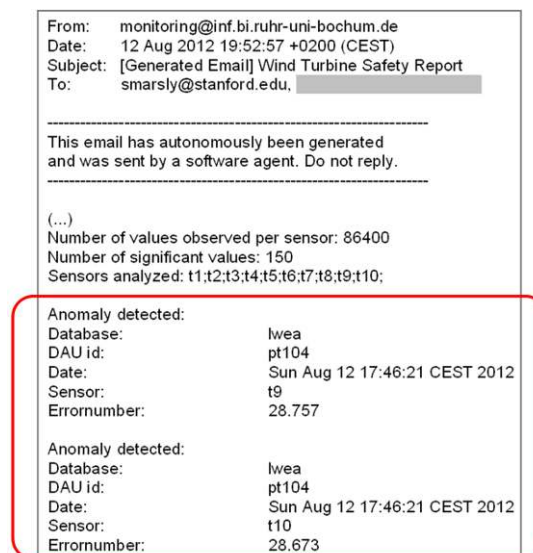 From: monitoring@inf.bi.ruhr-uni-bochum.de
Date: 12 Aug 2012 19:52:57 +0200 (CEST)
Subject: [Generated Email] Wind Turbine Safety Report
To: smarsly@stanford.edu,
--------------------------------------------------------------------
This email has autonomously been generated
and was sent by a software agent. Do not reply.
--------------------------------------------------------------------
(...)
Number of values observed per sensor: 86400
Number of significant values: 150
Sensors analyzed: t1;t2;t3;t4;t5;t6;t7;t8;t9;t10;
Anomaly detected:
Database: lwea
DAU id: pt104
Date: Sun Aug 12 17:46:21 CEST 2012
Sensor: t9
Errornumber: 28.757
Anomaly detected:
Database: lwea
DAU id: pt104
Date: Sun Aug 12 17:46:21 CEST 2012
Sensor: t10
Errornumber: 28.673